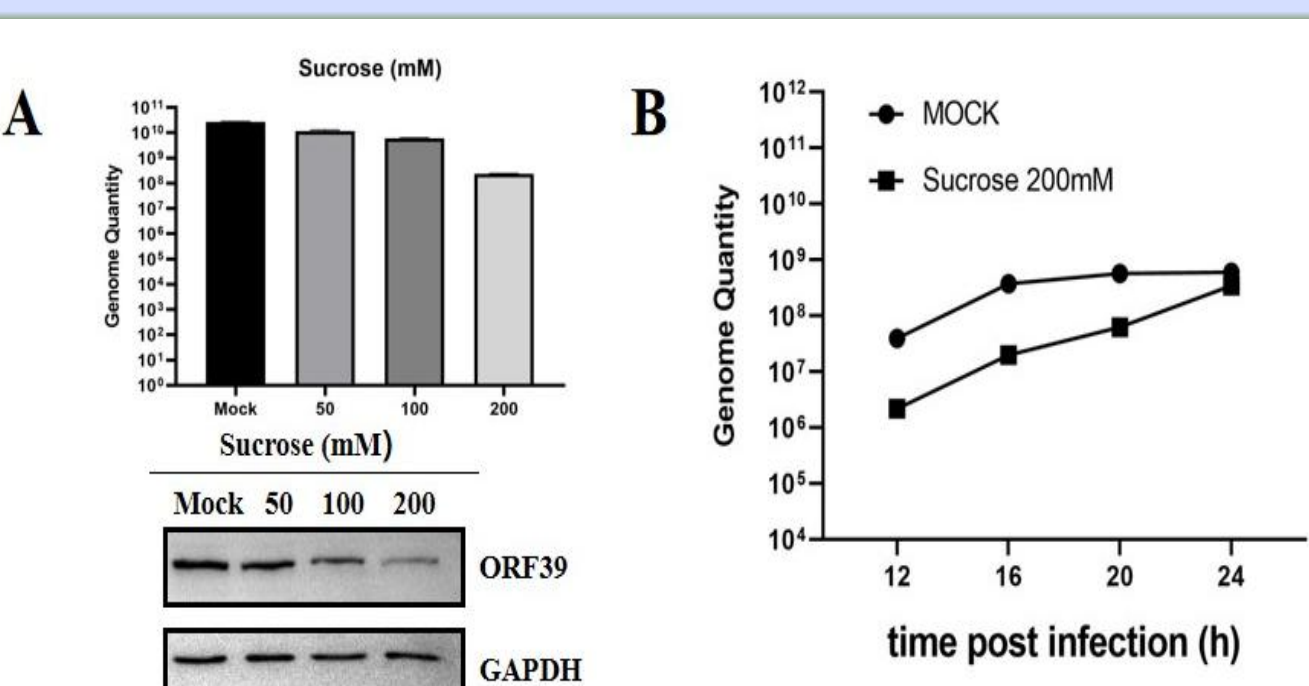 A
Sucrose (mM)
Genome Quantity
10¹¹
10¹⁰
10⁹
10⁸
10⁷
10⁶
10⁵
10⁴
10³
10²
10¹
10⁰
Mock 50 100 200
Sucrose (mM)
Mock 50 100 200
ORF39
GAPDH
B
MOCK
Sucrose 200mM
Genome Quantity
10¹²
10¹¹
10¹⁰
10⁹
10⁸
10⁷
10⁶
10⁵
10⁴
12 16 20 24
time post infection (h)